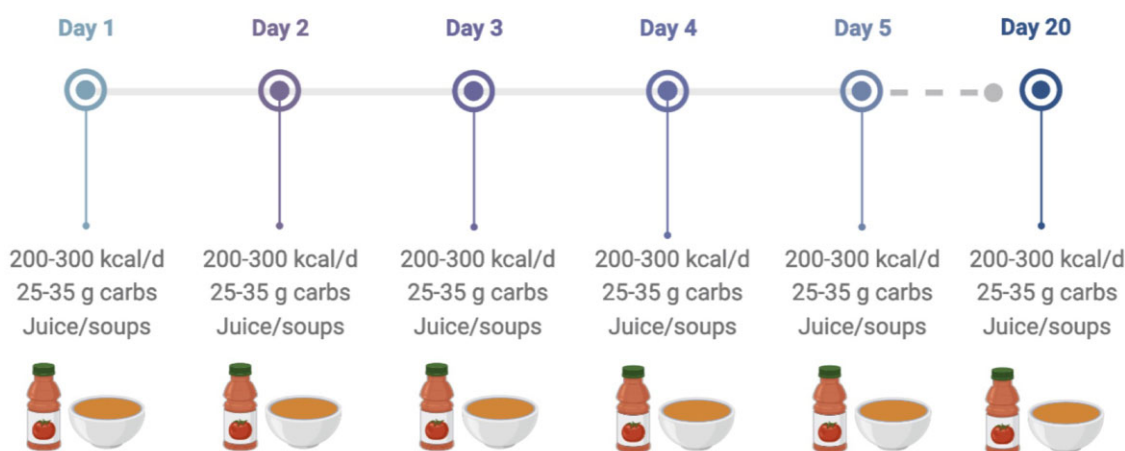 Day 1
Day 2
Day 3
Day 4
Day 5
Day 20
200-300 kcal/d
25-35 g carbs
Juice/soups
200-300 kcal/d
25-35 g carbs
Juice/soups
200-300 kcal/d
25-35 g carbs
Juice/soups
200-300 kcal/d
25-35 g carbs
Juice/soups
200-300 kcal/d
25-35 g carbs
Juice/soups
200-300 kcal/d
25-35 g carbs
Juice/soups